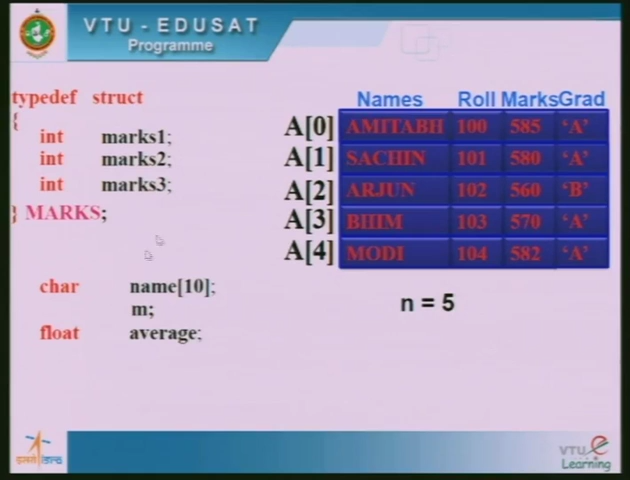 VTU - EDUSAT
Programme
typedef struct
{
int marks1;
int marks2;
int marks3;
} MARKS;
char name[10];
m;
float average;
Names Roll Marks Grad
A[0] AMITABH 100 585 ‘A’
A[1] SACHIN 101 580 ‘A’
A[2] ARJUN 102 560 ‘B’
A[3] BHIM 103 570 ‘A’
A[4] MODI 104 582 ‘A’
n = 5
VTU e
Learning